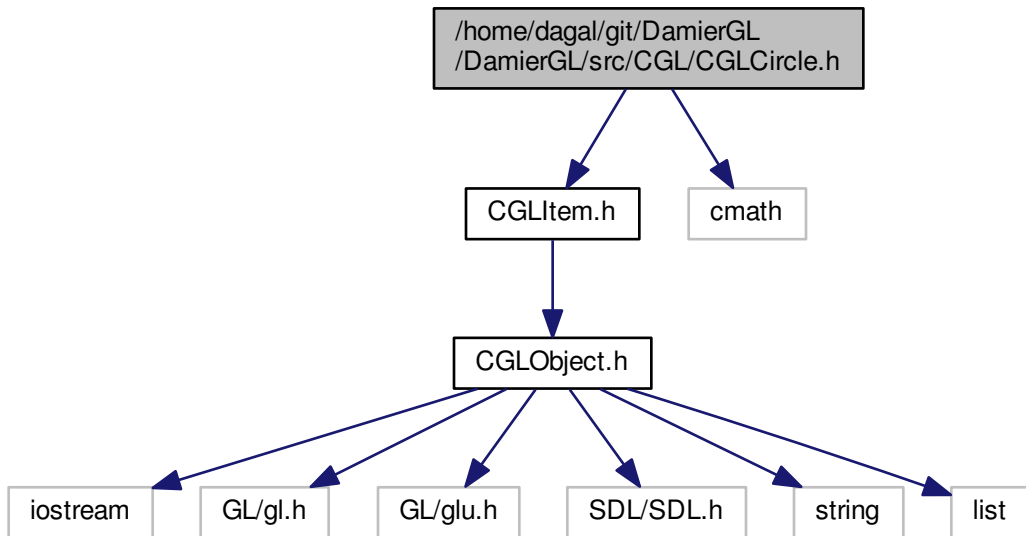 /home/dagal/git/DamierGL
/DamierGL/src/CGL/CGLCircle.h
CGLItem.h
cmath
CGLObject.h
iostream
GL/gl.h
GL/glu.h
SDL/SDL.h
string
list